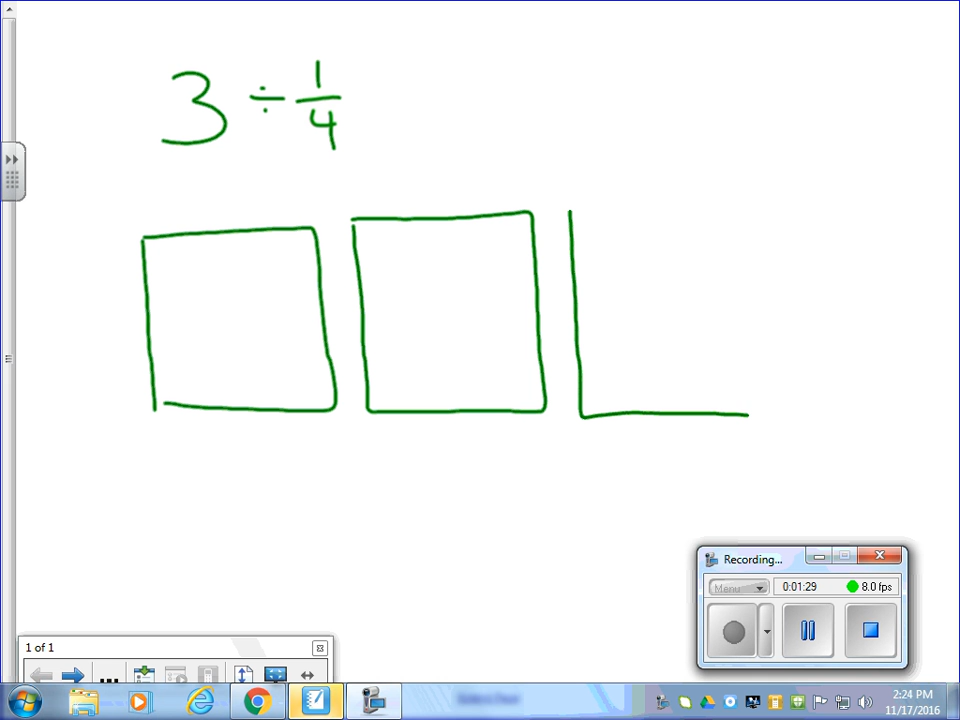 3 ÷ 1/4
Recording...
Menu
0:01:29
8.0 fps
1 of 1
2:24 PM
11/17/2016